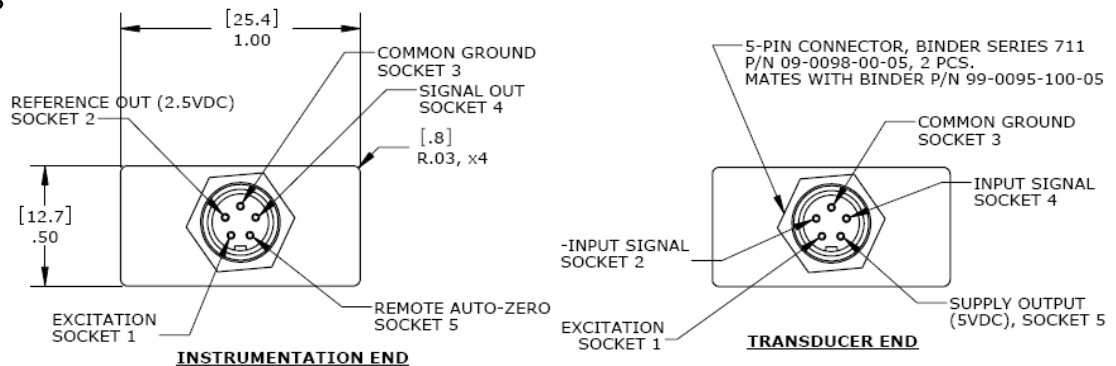 [25.4]
1.00
COMMON GROUND
SOCKET 3
SIGNAL OUT
SOCKET 4
REFERENCE OUT (2.5VDC)
SOCKET 2
[.8]
R.03, x4
[12.7]
.50
EXCITATION
SOCKET 1
REMOTE AUTO-ZERO
SOCKET 5
INSTRUMENTATION END
5-PIN CONNECTOR, BINDER SERIES 711
P/N 09-0098-00-05, 2 PCS.
MATES WITH BINDER P/N 99-0095-100-05
COMMON GROUND
SOCKET 3
INPUT SIGNAL
SOCKET 4
-INPUT SIGNAL
SOCKET 2
SUPPLY OUTPUT
(5VDC), SOCKET 5
EXCITATION
SOCKET 1
TRANSDUCER END